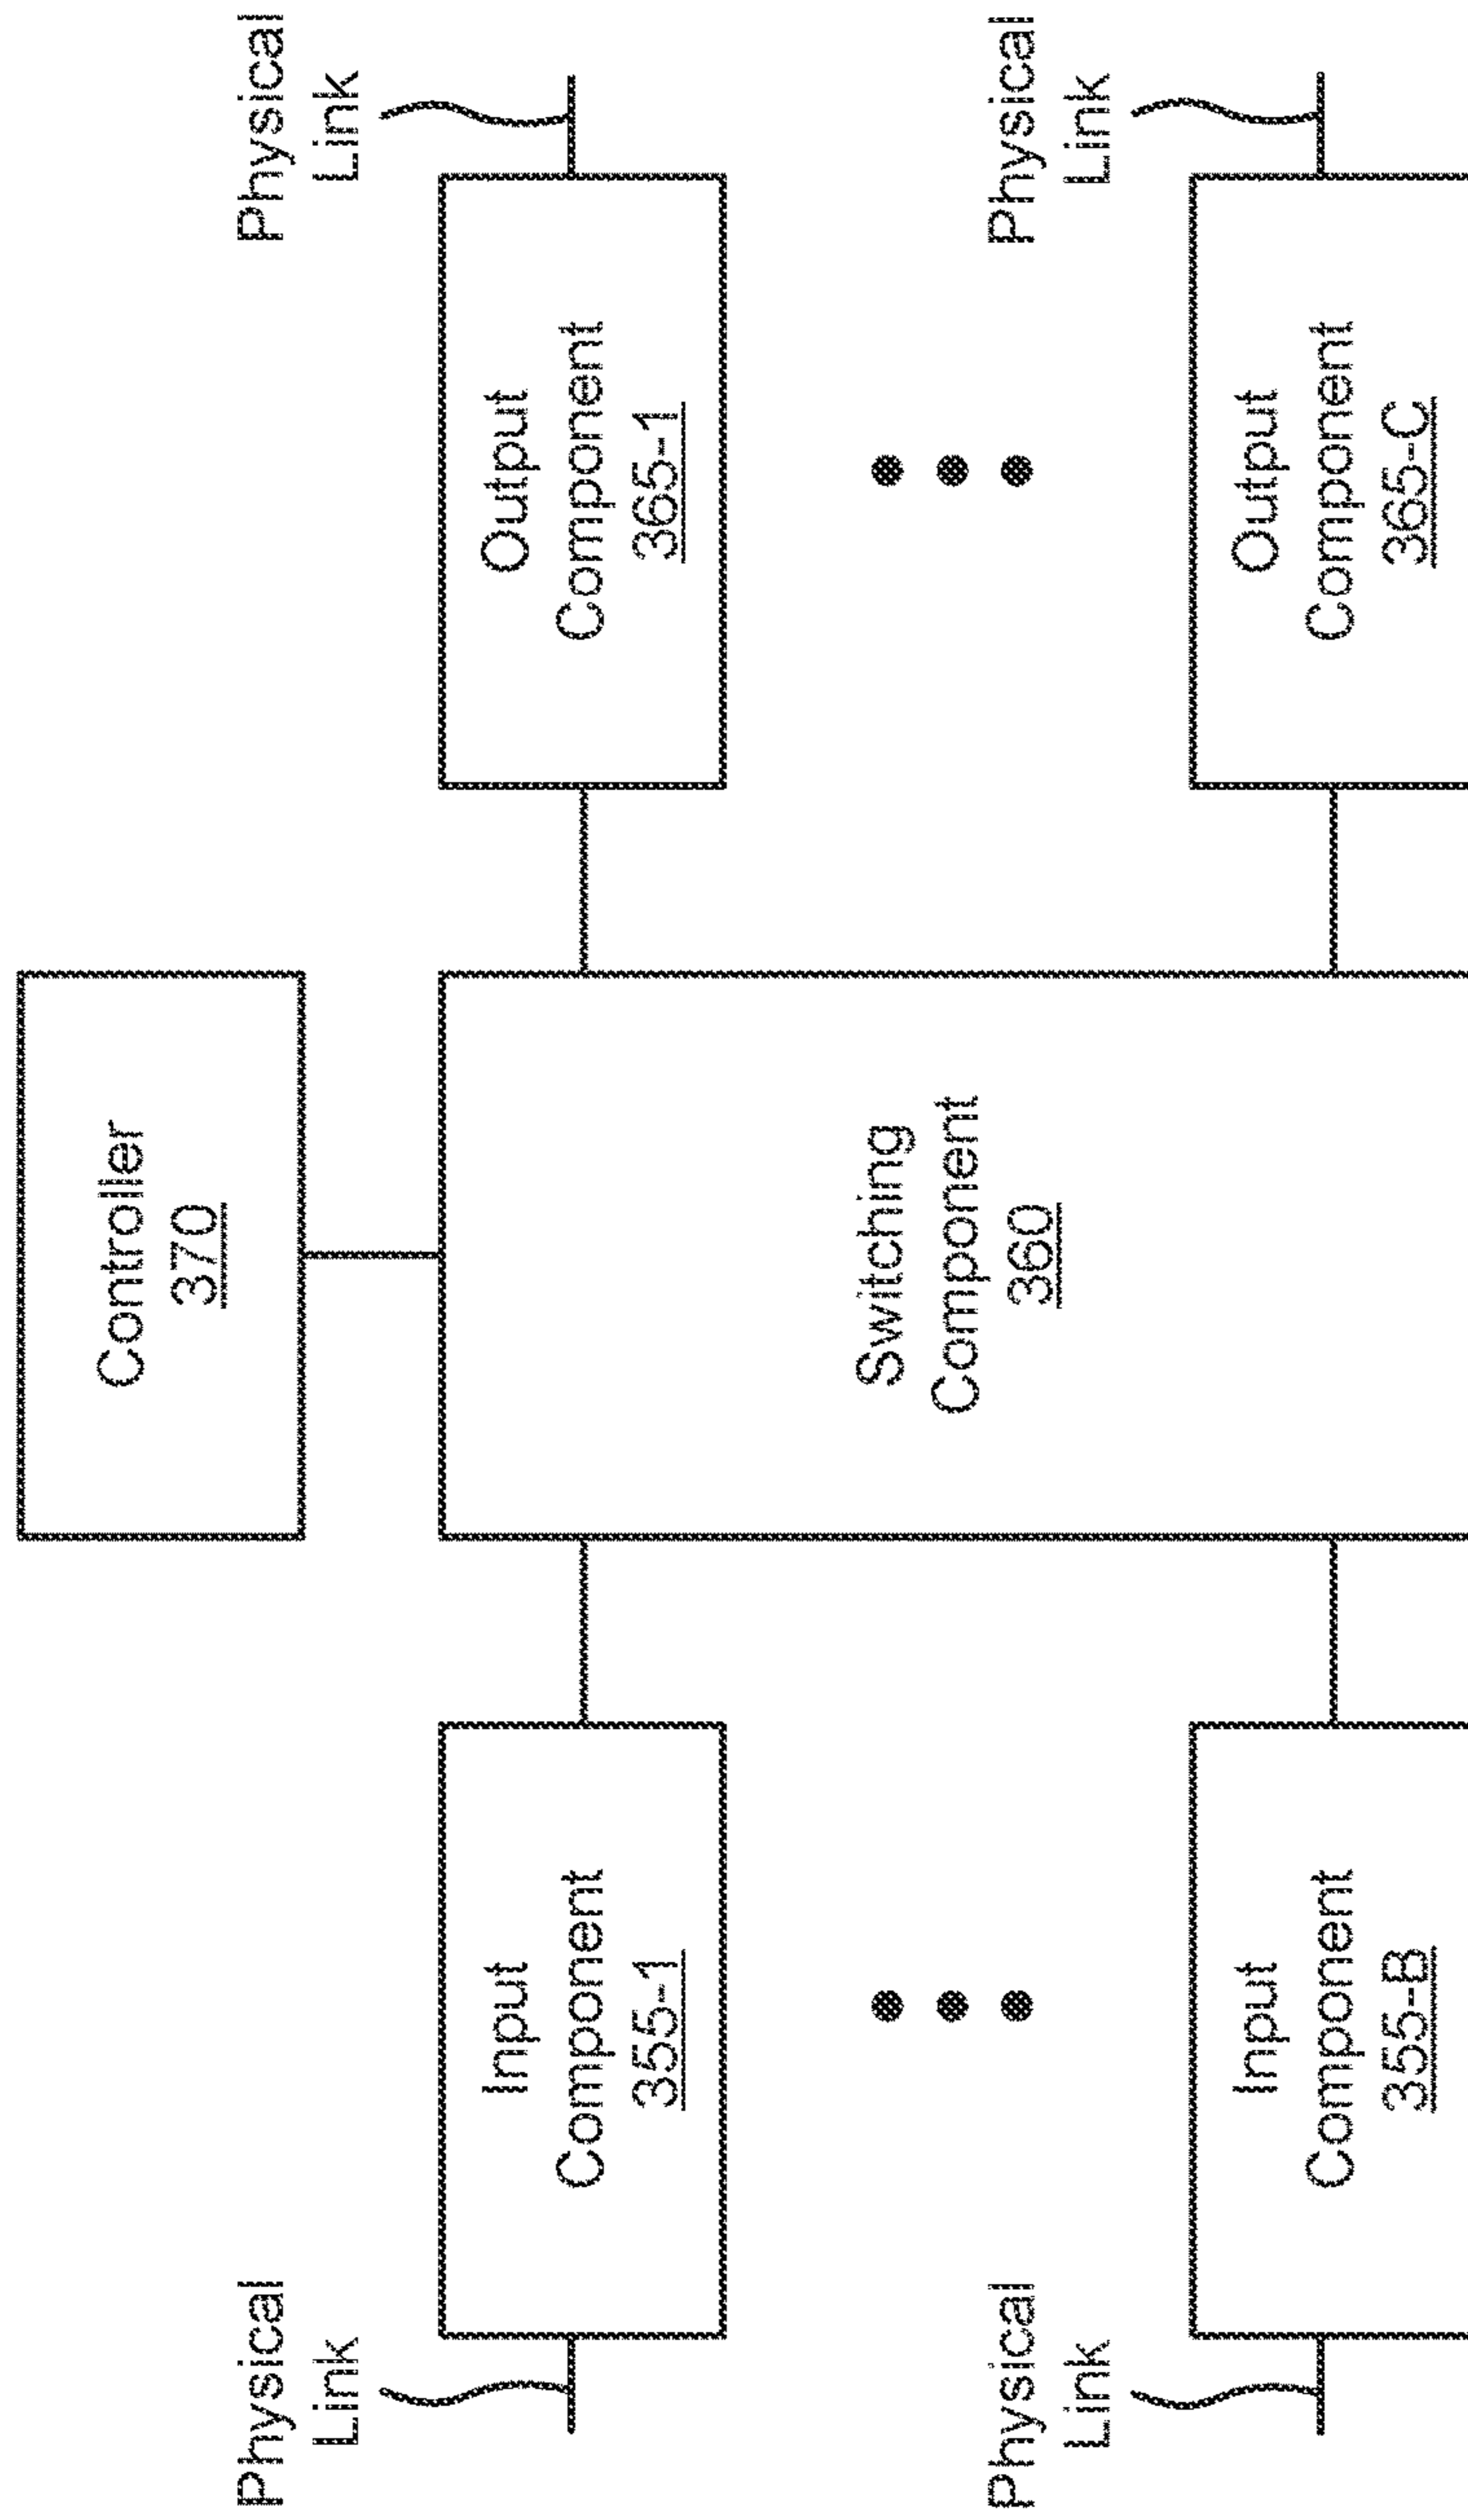 Controller
370
Physical
Link
Physical
Link
Input
Component
355-1
Output
Component
365-1
Switching
Component
360
Physical
Link
Physical
Link
Input
Component
355-B
Output
Component
365-C